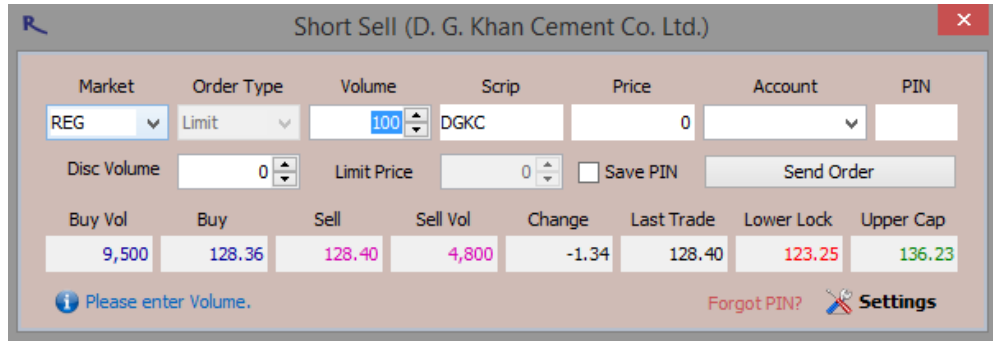 Short Sell (D. G. Khan Cement Co. Ltd.)
Market Order Type Volume Scrip Price Account PIN
REG Limit 100 DGKC 0
Disc Volume 0 Limit Price 0 Save PIN Send Order
Buy Vol Buy Sell Sell Vol Change Last Trade Lower Lock Upper Cap
9,500 128.36 128.40 4,800 -1.34 128.40 123.25 136.23
Please enter Volume. Forgot PIN? Settings